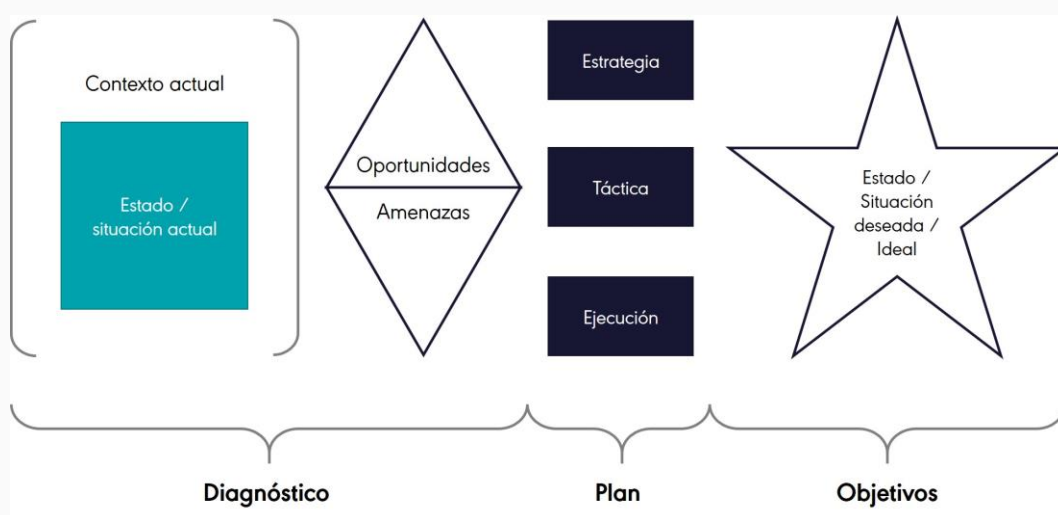 Contexto actual
Estado /
situación actual
Oportunidades
Amenazas
Estrategia
Táctica
Ejecución
Estado /
Situación
deseada /
Ideal
Diagnóstico
Plan
Objetivos